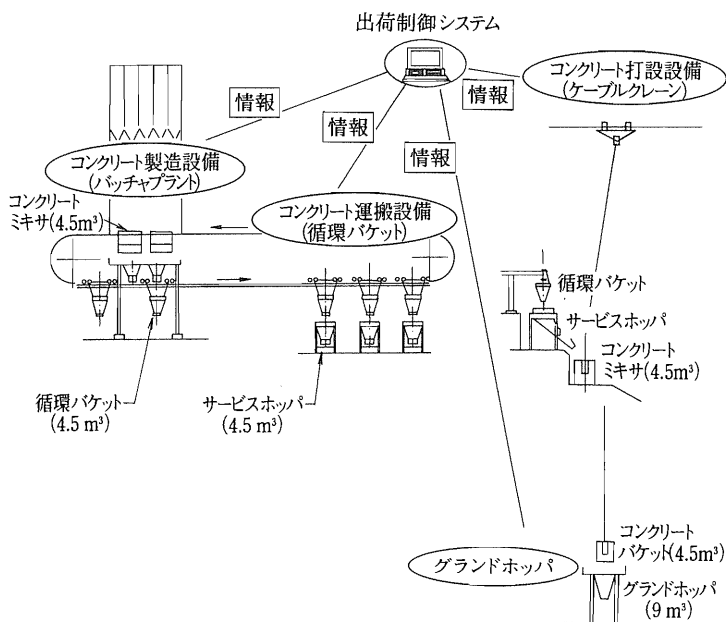 出荷制御システム
コンクリート打設設備
(ケーブルクレーン)
情報
情報
情報
情報
コンクリート製造設備
(バッチャプラント)
コンクリート
ミキサ(4.5m³)
コンクリート運搬設備
(循環バケット)
循環バケット
サービスホッパ
コンクリート
ミキサ(4.5m³)
循環バケット
(4.5 m³)
サービスホッパ
(4.5 m³)
コンクリート
バケット(4.5m³)
グランドホッパ
グランドホッパ
(9 m³)